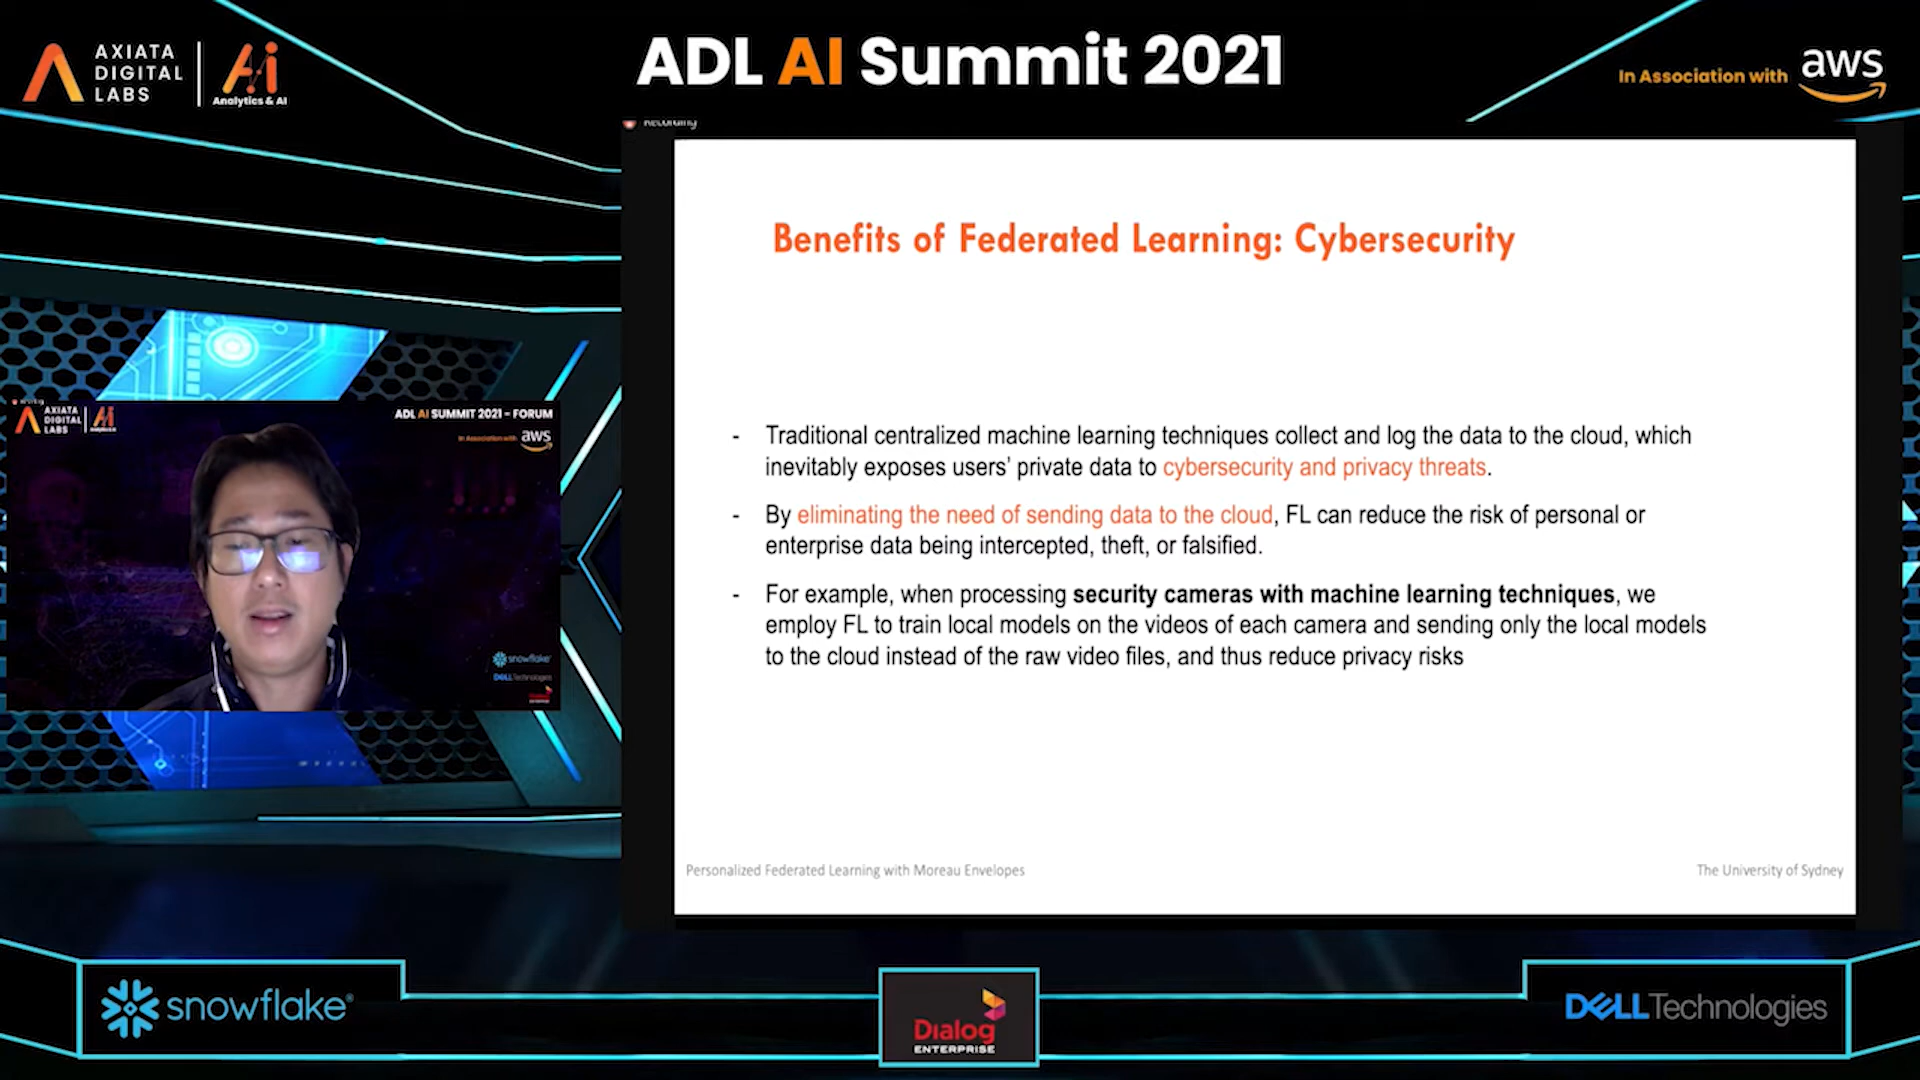 AXIATA
DIGITAL
LABS
Analytics & AI
ADL AI Summit 2021
In Association with aws
Recording
Benefits of Federated Learning: Cybersecurity
- Traditional centralized machine learning techniques collect and log the data to the cloud, which
inevitably exposes users' private data to cybersecurity and privacy threats.
- By eliminating the need of sending data to the cloud, FL can reduce the risk of personal or
enterprise data being intercepted, theft, or falsified.
- For example, when processing security cameras with machine learning techniques, we
employ FL to train local models on the videos of each camera and sending only the local models
to the cloud instead of the raw video files, and thus reduce privacy risks
Personalized Federated Learning with Moreau Envelopes
The University of Sydney
AXIATA
DIGITAL
LABS
ADL AI SUMMIT 2021 - FORUM
In Association with
aws
snowflake
DELL Technologies
snowflake
Dialog
ENTERPRISE
DELL Technologies